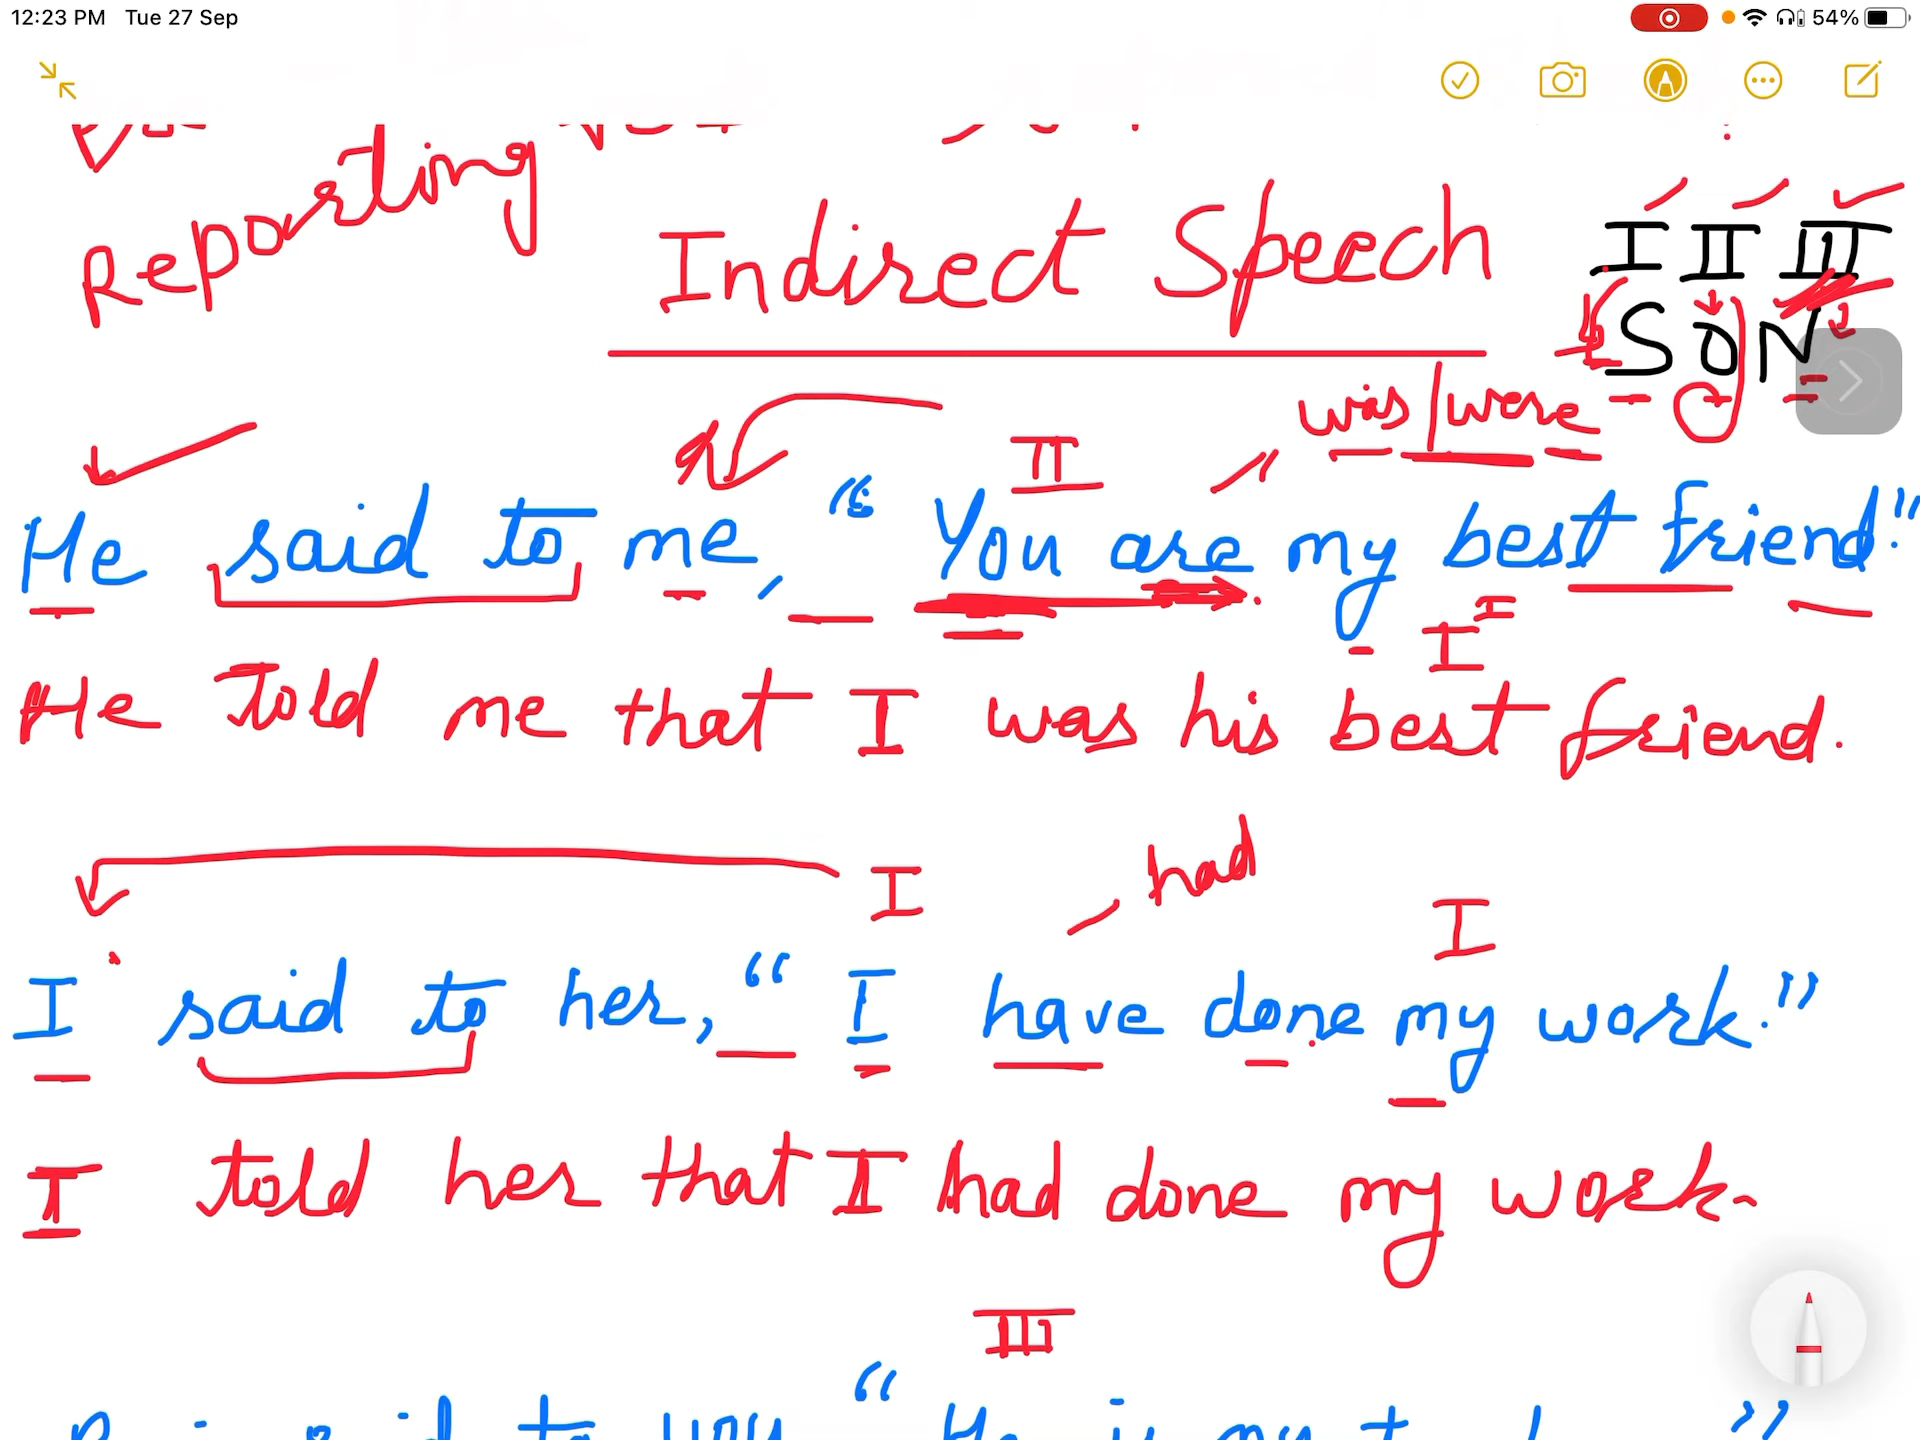 12:23 PM Tue 27 Sep 54%
Reporting
Indirect Speech
I II III
S O N
was/were
II
He said to me, “You are my best friend.”
I
I
He told me that I was his best friend.
I , had
I
I said to her, “I have done my work.”
I told her that I had done my work.
III